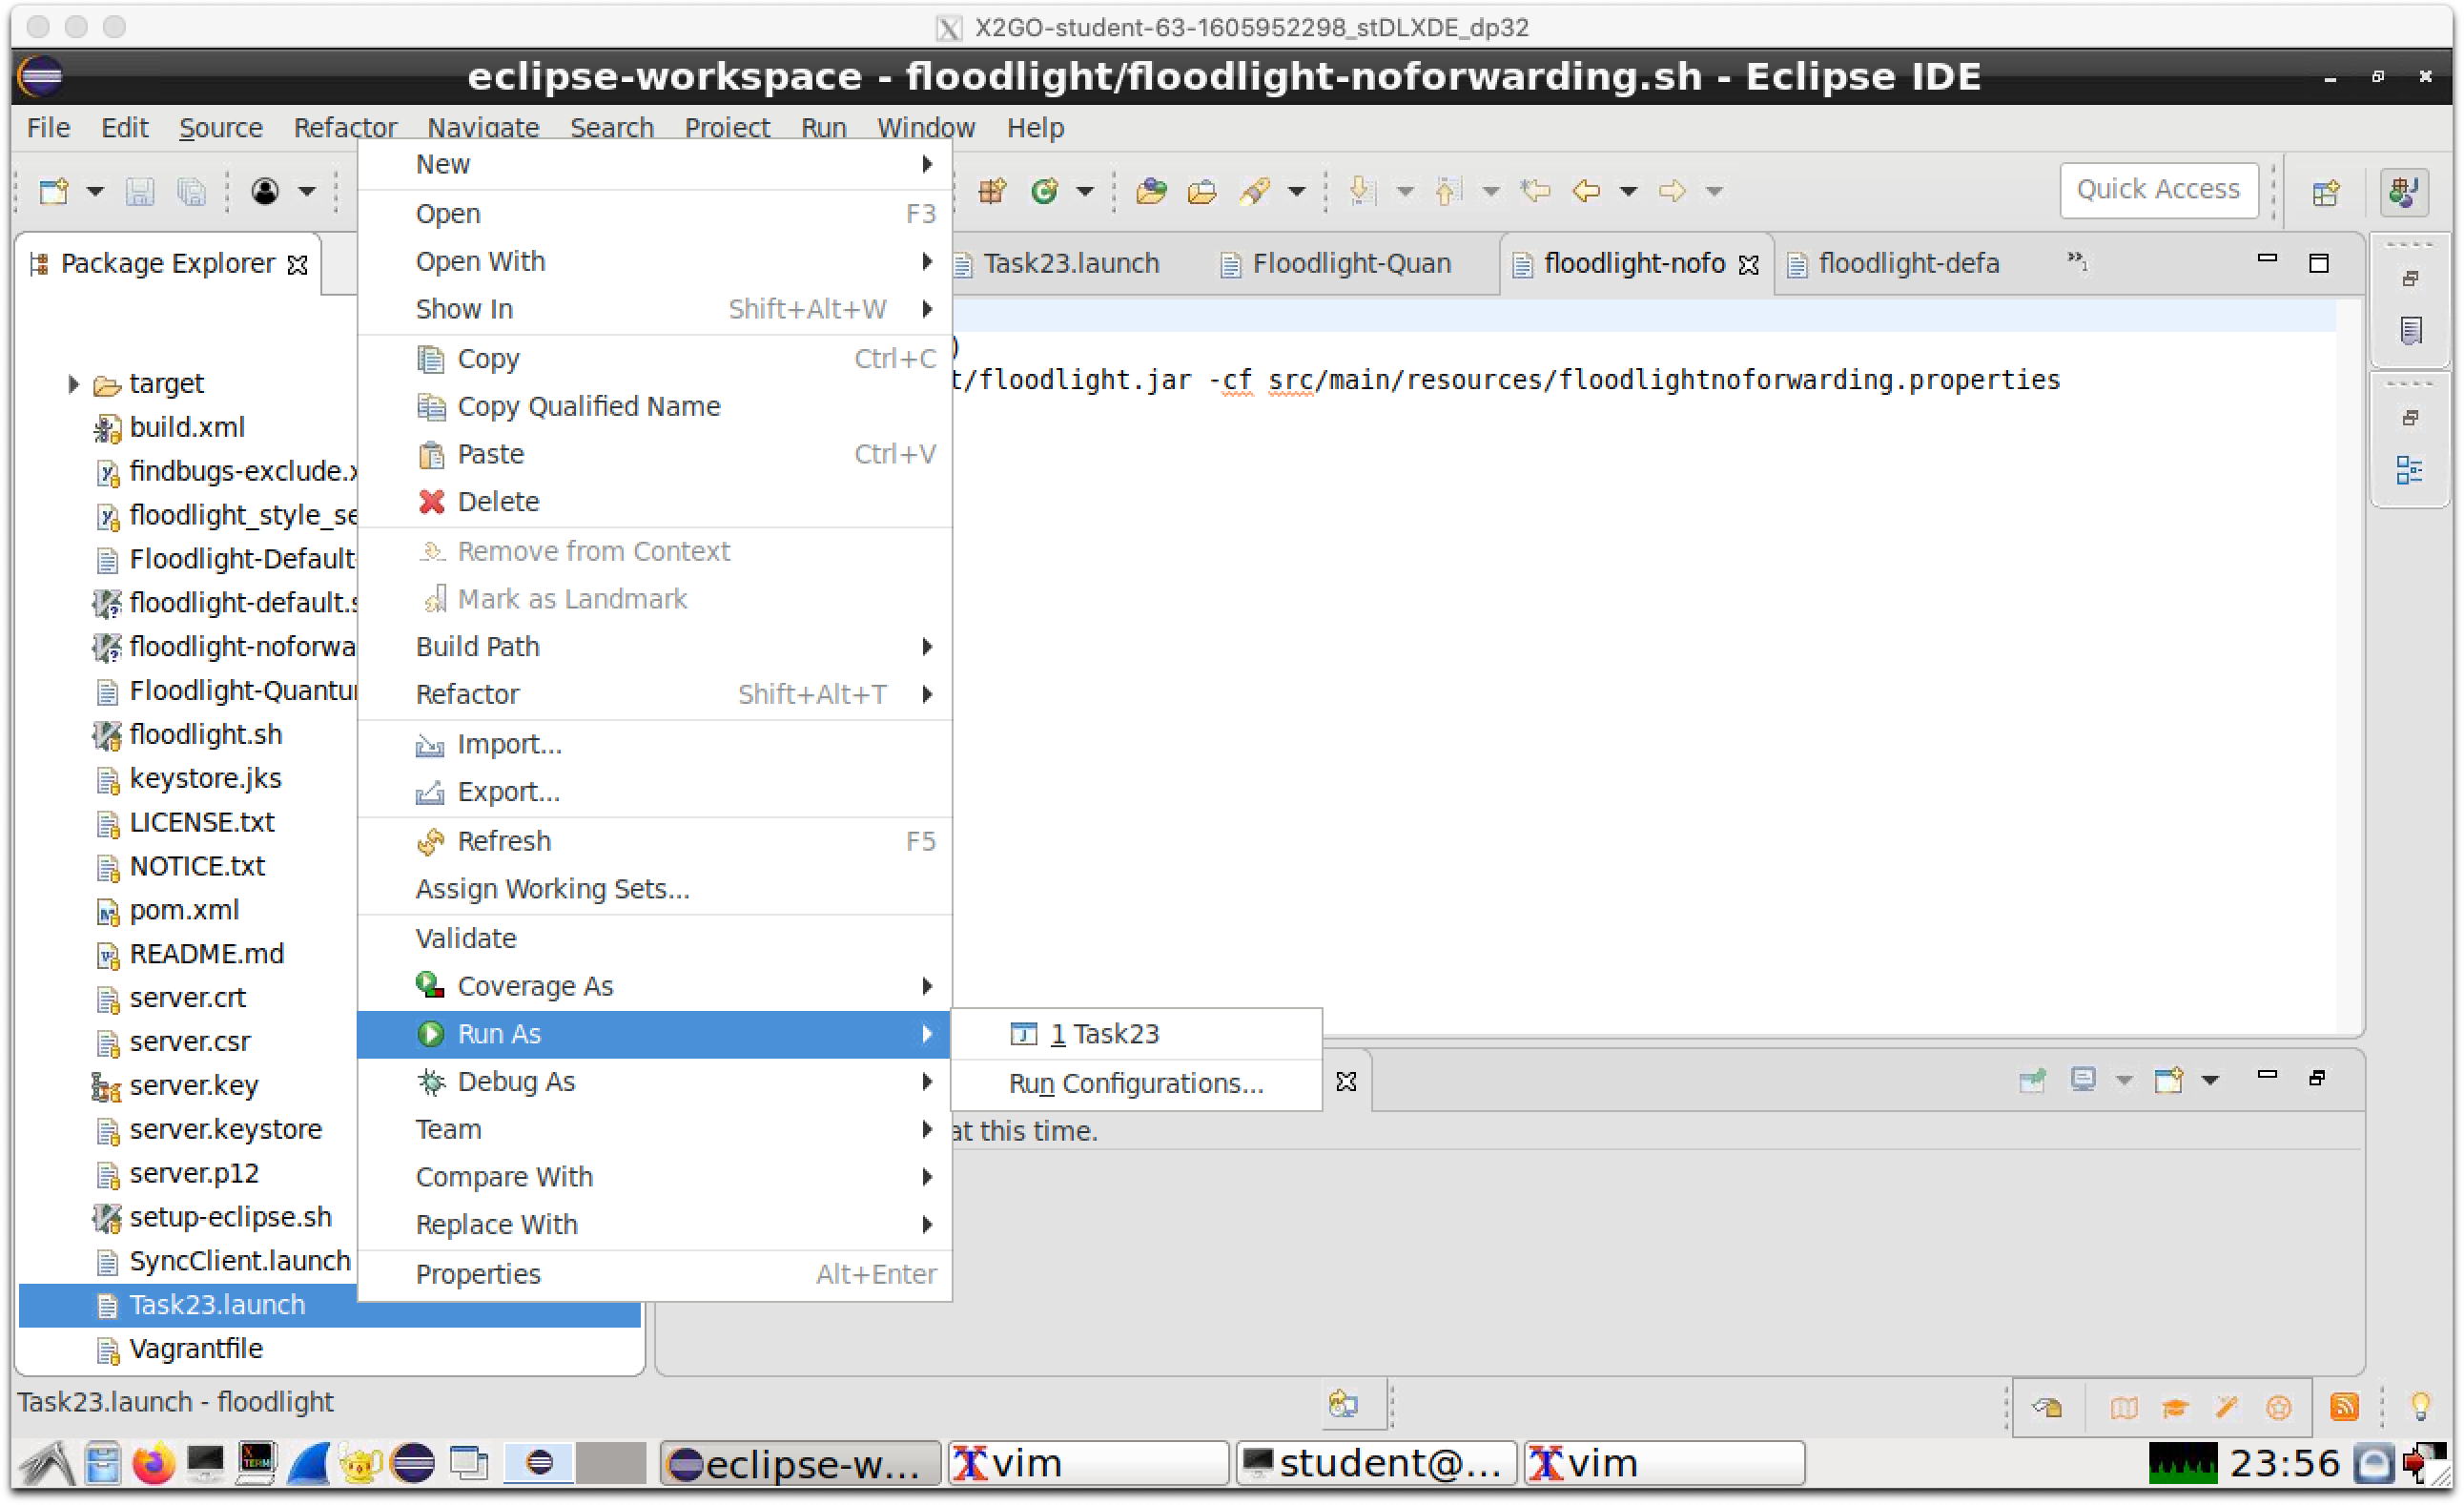 X2GO-student-63-1605952298_stDLXDE_dp32
eclipse-workspace - floodlight/floodlight-noforwarding.sh - Eclipse IDE
File Edit Source Refactor Navigate Search Project Run Window Help
Quick Access
Package Explorer
Task23.launch
Floodlight-Quan
floodlight-nofo
floodlight-defa
»1
)
t/floodlight.jar -cf src/main/resources/floodlightnoforwarding.properties
target
build.xml
findbugs-exclude.x
floodlight_style_se
Floodlight-Default-
floodlight-default.s
floodlight-noforwa
Floodlight-Quantu
floodlight.sh
keystore.jks
LICENSE.txt
NOTICE.txt
pom.xml
README.md
server.crt
server.csr
server.key
server.keystore
server.p12
setup-eclipse.sh
SyncClient.launch
Task23.launch
Vagrantfile
New
Open F3
Open With
Show In Shift+Alt+W
Copy Ctrl+C
Copy Qualified Name
Paste Ctrl+V
Delete
Remove from Context
Mark as Landmark
Build Path
Refactor Shift+Alt+T
Import...
Export...
Refresh F5
Assign Working Sets...
Validate
Coverage As
Run As
Debug As
Team
Compare With
Replace With
Properties Alt+Enter
1 Task23
Run Configurations...
at this time.
Task23.launch - floodlight
eclipse-w...
vim
student@...
vim
23:56